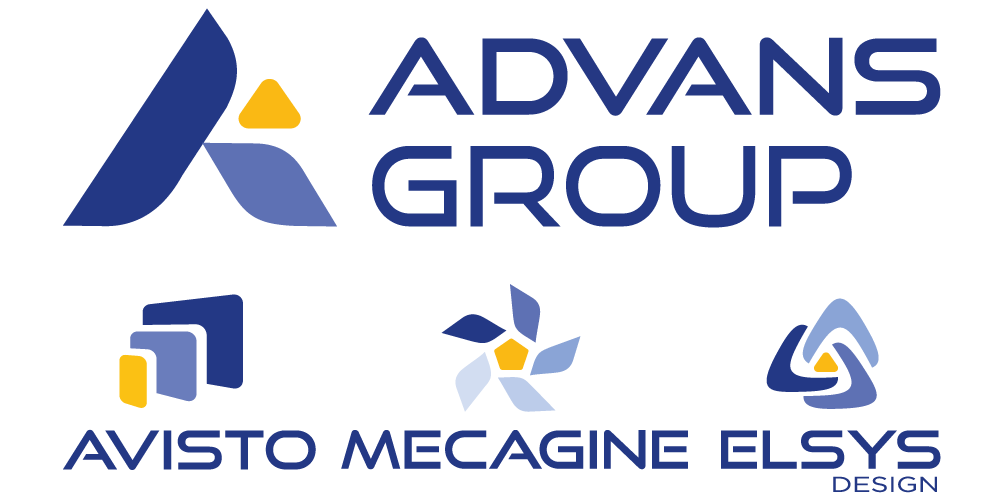 ADVANS
GROUP
AVISTO MECAGINE ELSYS
DESIGN